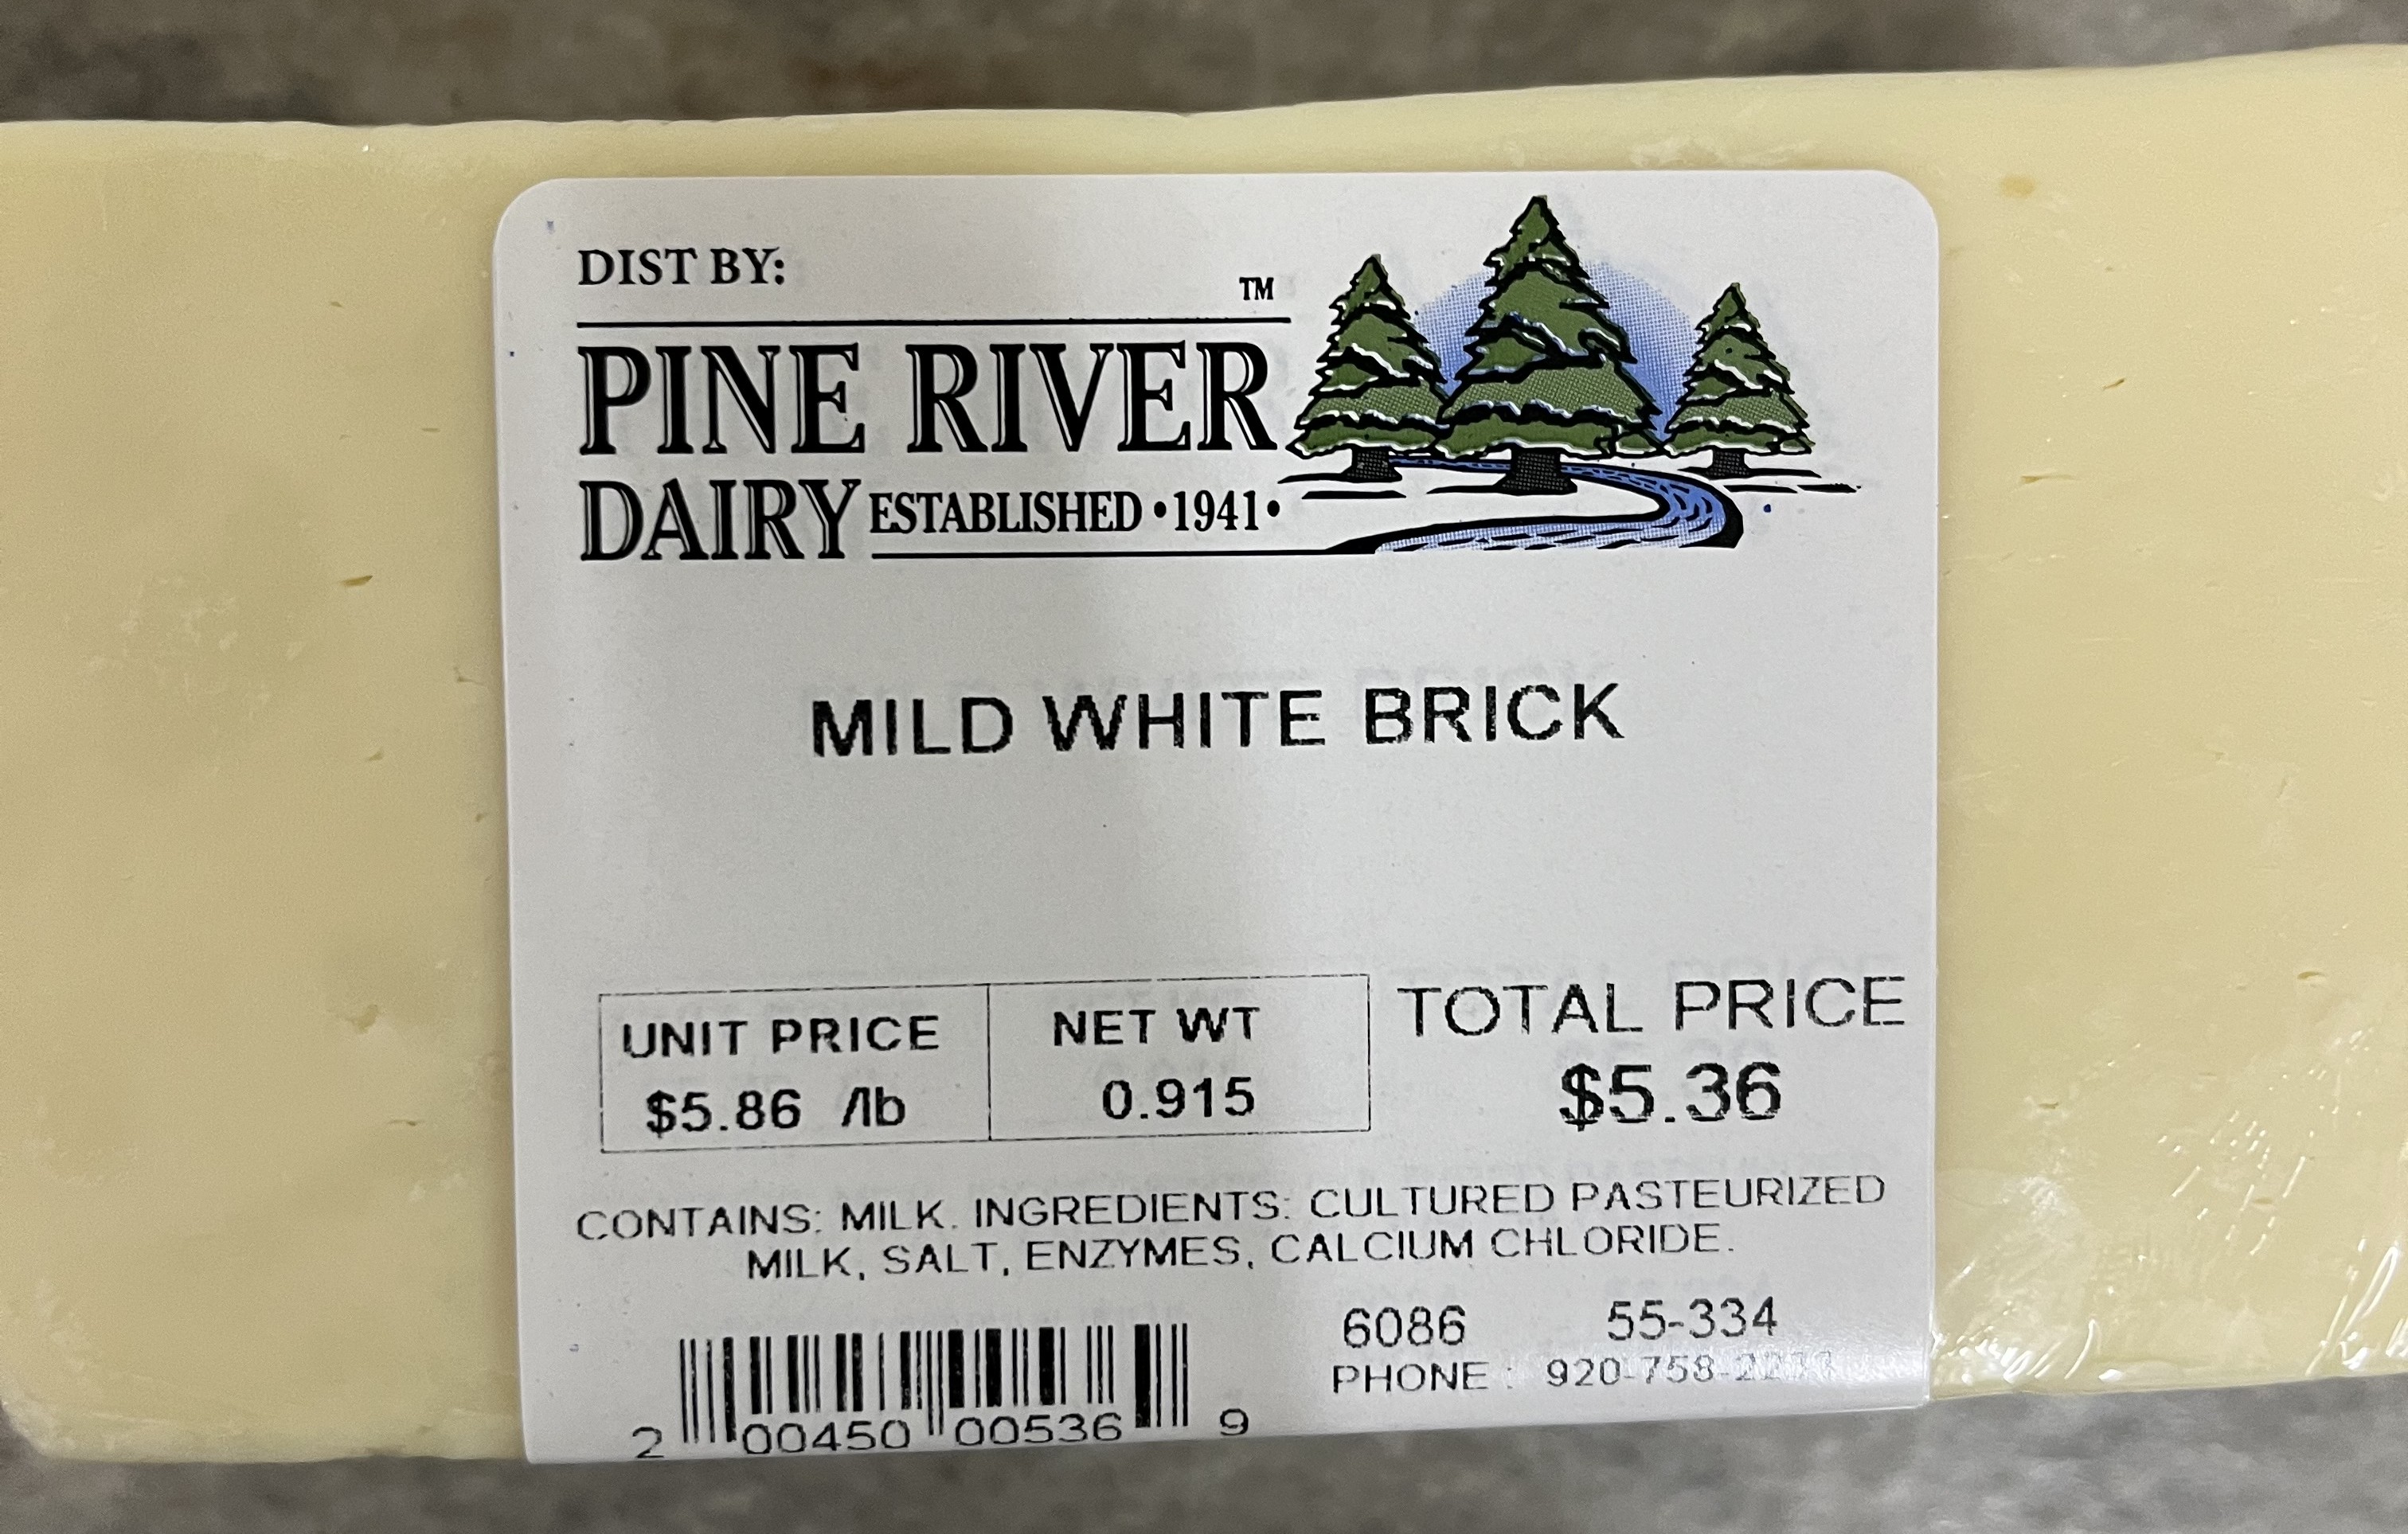 DIST BY:
TM
PINE RIVER
DAIRY ESTABLISHED •1941•
MILD WHITE BRICK
UNIT PRICE NET WT TOTAL PRICE
$5.86 /lb 0.915 $5.36
CONTAINS: MILK. INGREDIENTS: CULTURED PASTEURIZED
MILK, SALT, ENZYMES, CALCIUM CHLORIDE.
6086 55-334
PHONE :
2 00450 00536 9